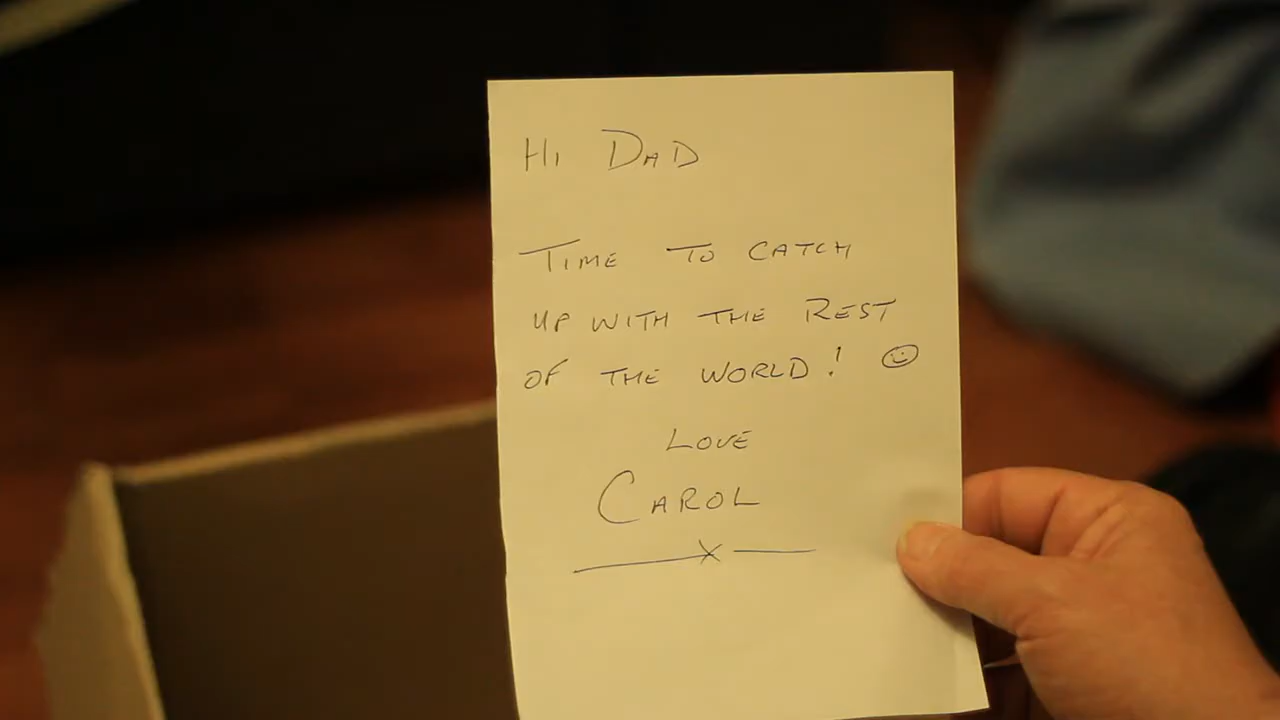 Hi DAD
TIME TO CATCH
UP WITH THE REST
OF THE WORLD! ☺
LOVE
CAROL
x